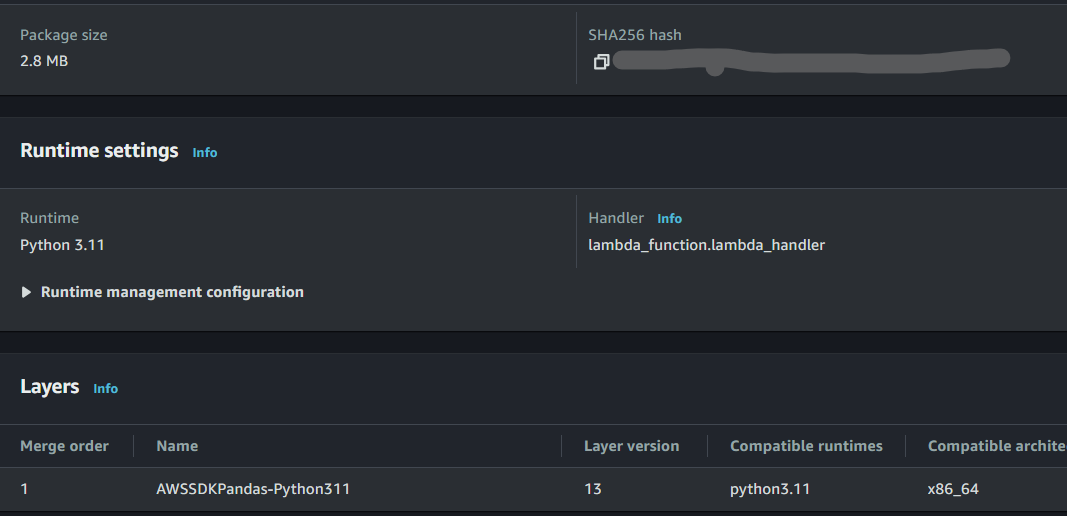 Package size
2.8 MB
SHA256 hash
Runtime settings Info
Runtime
Python 3.11
Handler Info
lambda_function.lambda_handler
Runtime management configuration
Layers Info
Merge order Name Layer version Compatible runtimes Compatible archite
1 AWSSDKPandas-Python311 13 python3.11 x86_64